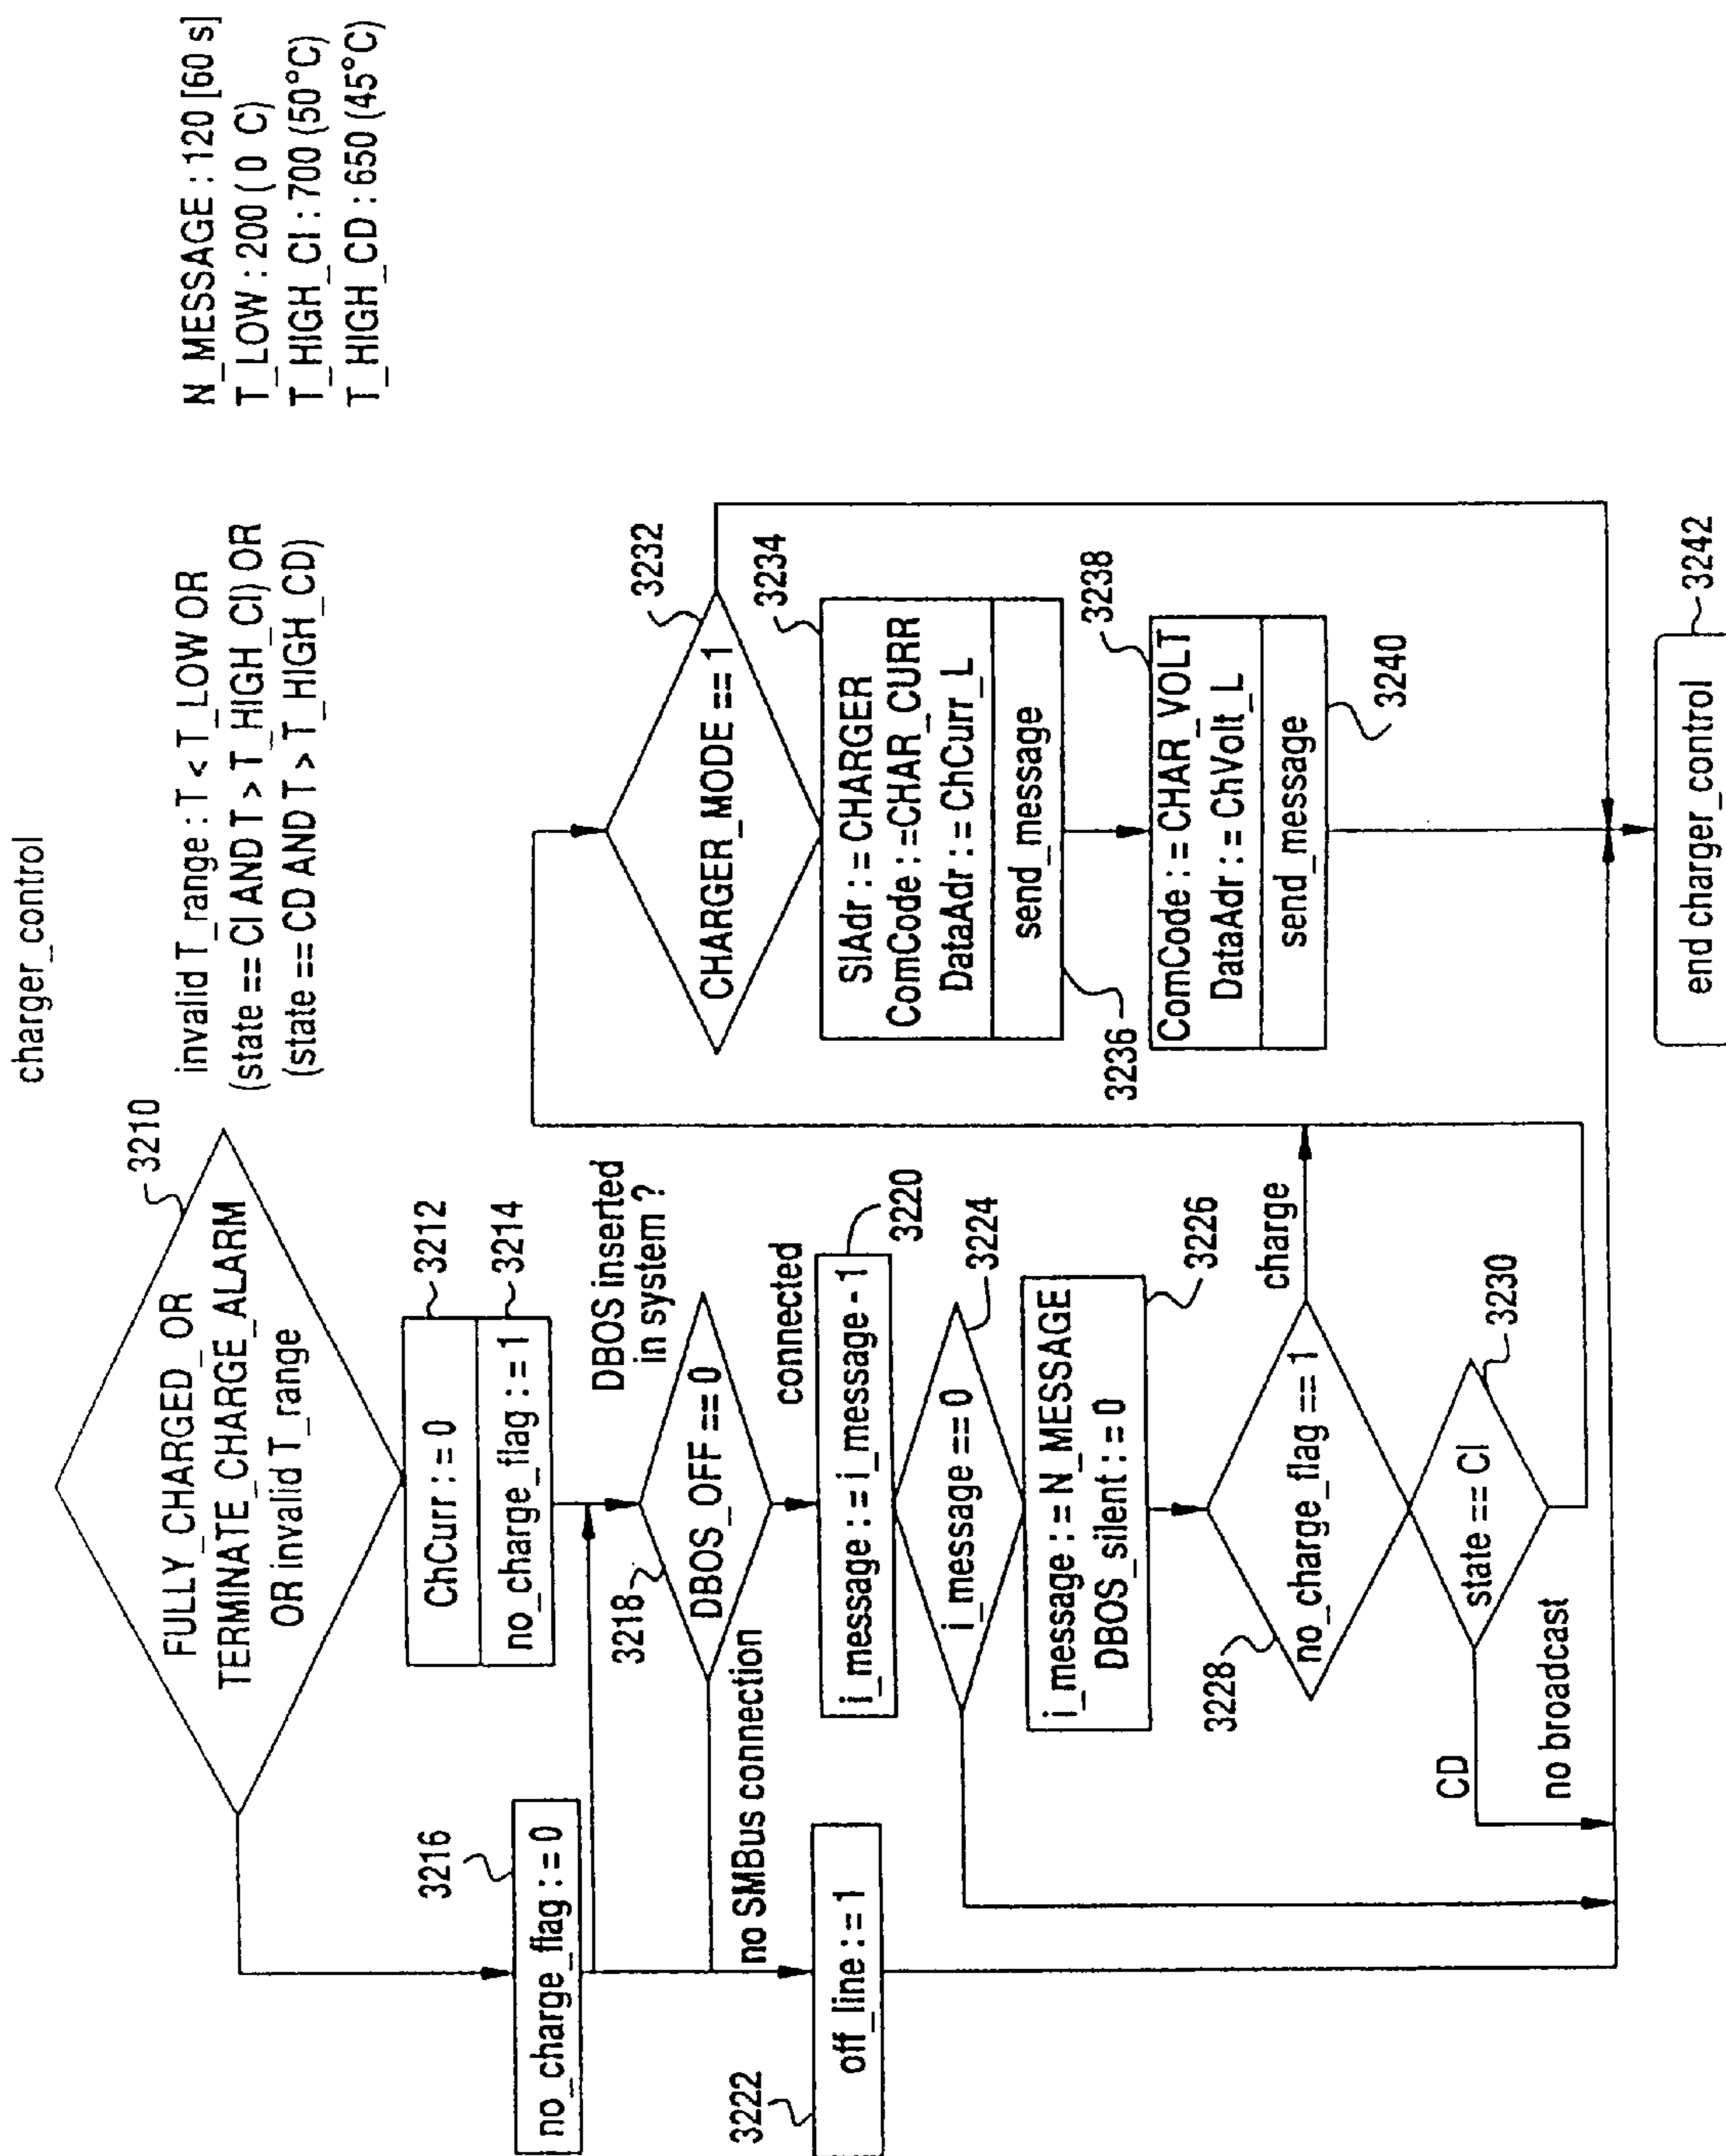 charger_control
3210
FULLY_CHARGED_OR
TERMINATE_CHARGE_ALARM
OR invalid T_range
invalid T_range : T < T_LOW OR
(state == CI AND T > T_HIGH_CI) OR
(state == CD AND T > T_HIGH_CD)
N_MESSAGE : 120 [60 s]
T_LOW : 200 ( 0 C)
T_HIGH_CI : 700 (50°C)
T_HIGH_CD : 650 (45°C)
ChCurr : = 0
3212
no_charge_flag : = 1
3214
3216
no_charge_flag : = 0
DBOS inserted
in system ?
3218
DBOS_OFF == 0
no SMBus connection
connected
3222
off_line : = 1
i_message : = i_message - 1
3220
i_message == 0
3224
i_message : = N_MESSAGE
DBOS_silent : = 0
3226
3228
no_charge_flag == 1
charge
state == CI
3230
CD
no broadcast
CHARGER_MODE == 1
3232
SlAdr : = CHARGER
ComCode : =CHAR_CURR
DataAdr : = ChCurr_L
3234
send_message
3236
ComCode : = CHAR_VOLT
DataAdr : = ChVolt_L
3238
send_message
3240
end charger_control
3242